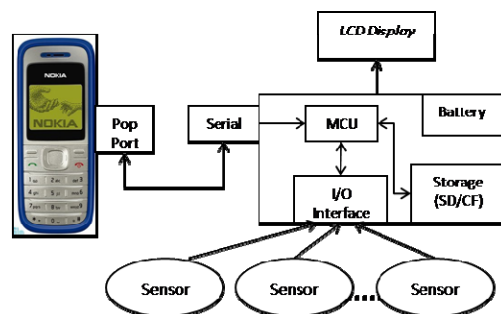 LCD Display
NOKIA
NOKIA
Pop
Port
Serial
MCU
Battery
I/O
Interface
Storage
(SD/CF)
Sensor
Sensor
Sensor